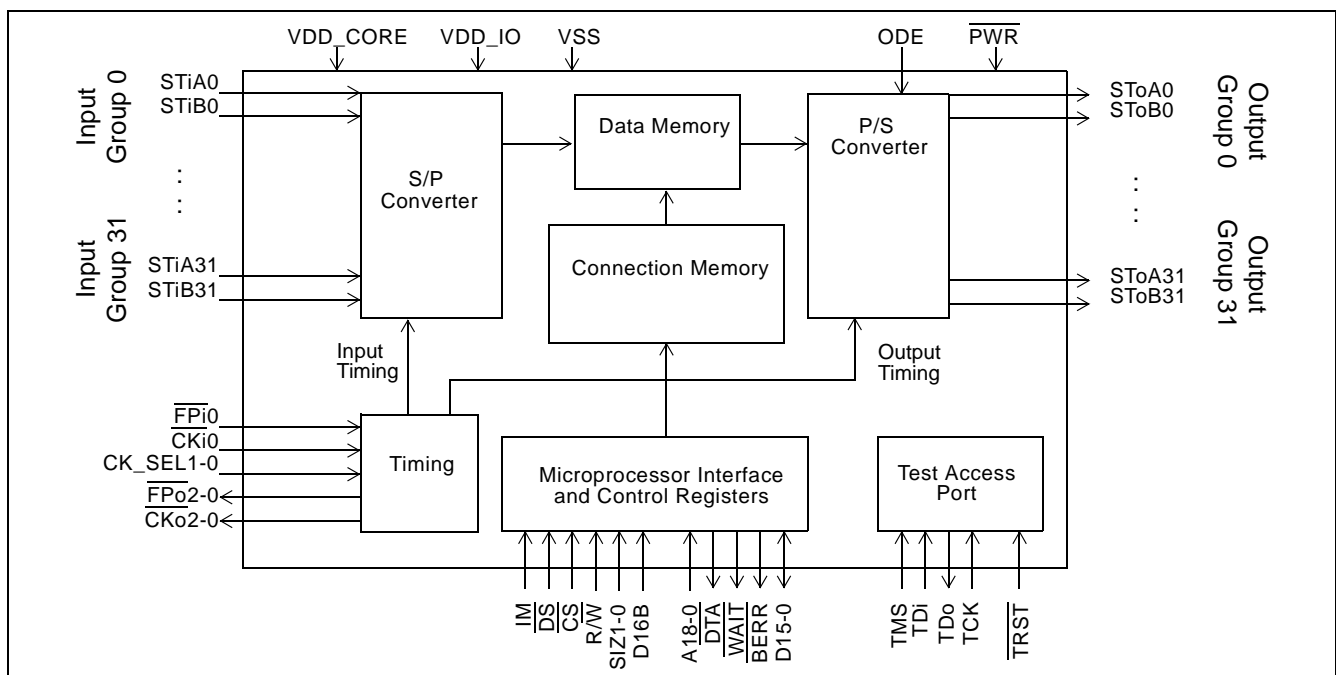 VDD_CORE
VDD_IO
VSS
ODE
PWR
Input
Group 0
STiA0
STiB0
:
:
Input
Group 31
STiA31
STiB31
S/P
Converter
Data Memory
Connection Memory
P/S
Converter
SToA0
SToB0
Output
Group 0
:
:
SToA31
SToB31
Output
Group 31
Input
Timing
Output
Timing
FPi0
CKi0
CK_SEL1-0
FPo2-0
CKo2-0
Timing
Microprocessor Interface
and Control Registers
Test Access
Port
IM
DS
CS
R/W
SIZ1-0
D16B
A18-0
DTA
WAIT
BERR
D15-0
TMS
TDi
TDo
TCK
TRST